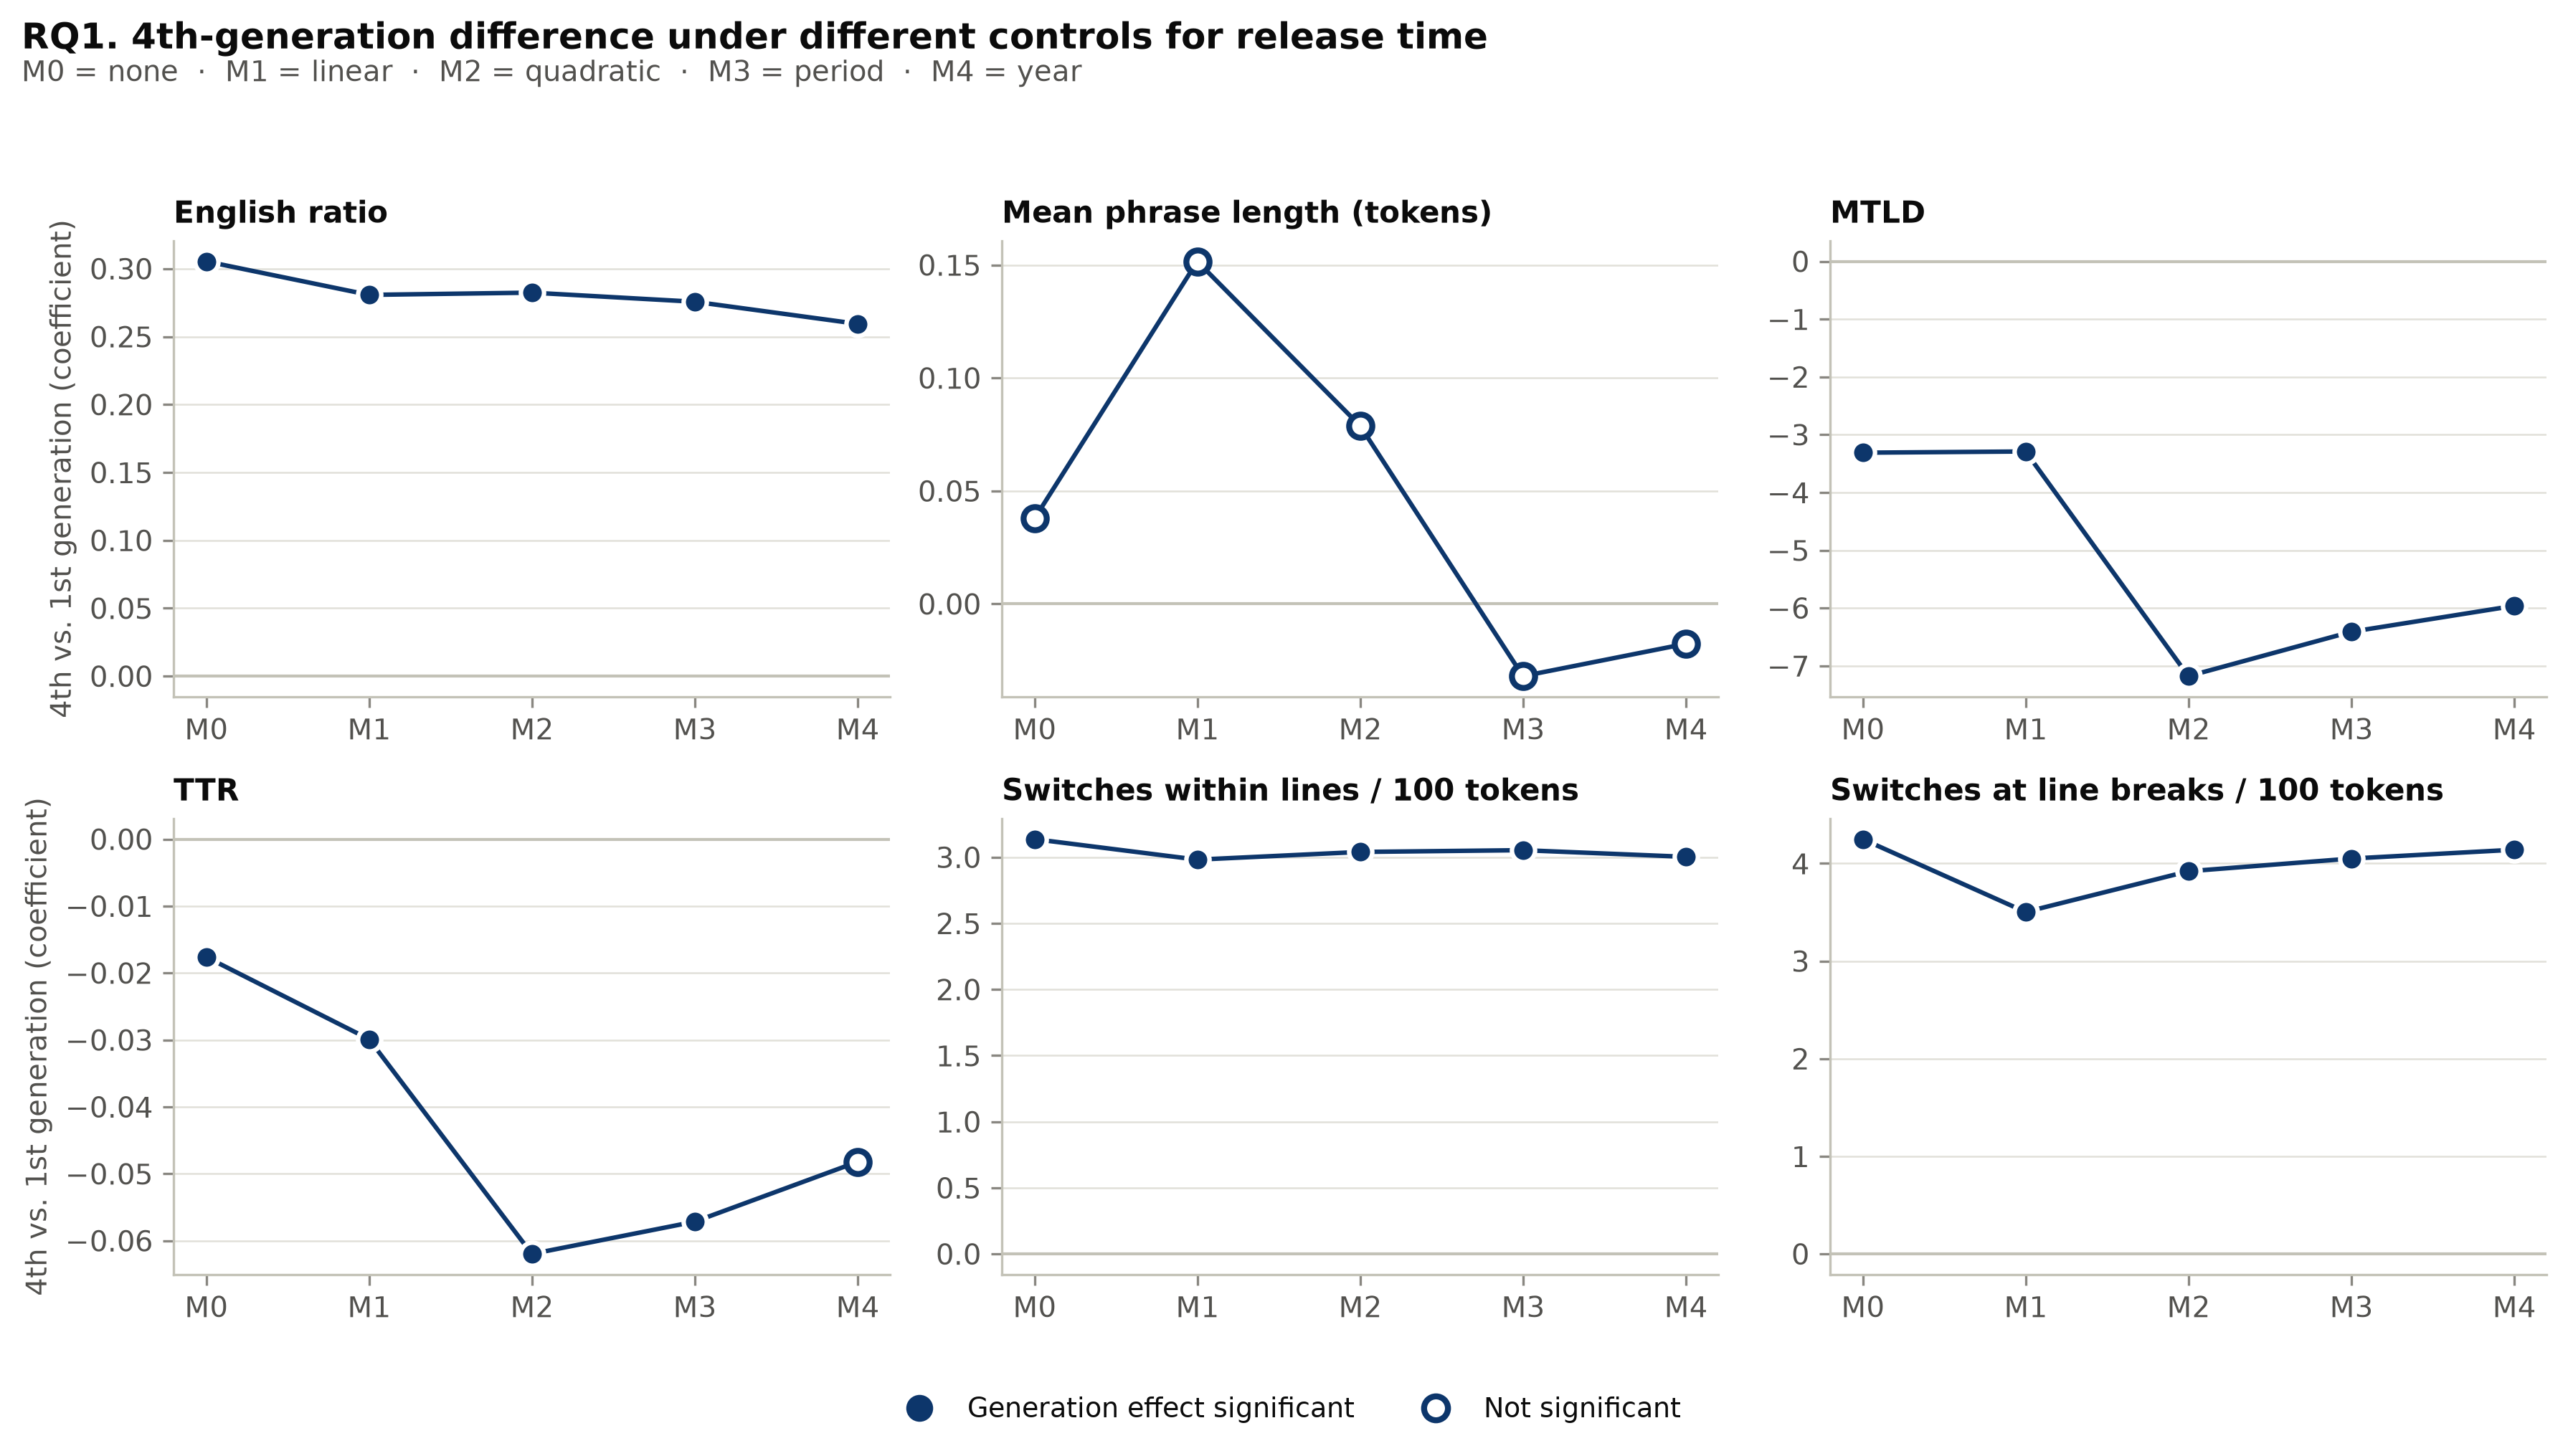 RQ1. 4th-generation difference under different controls for release time
M0 = none · M1 = linear · M2 = quadratic · M3 = period · M4 = year
English ratio
4th vs. 1st generation (coefficient)
0.30
0.25
0.20
0.15
0.10
0.05
0.00
M0 M1 M2 M3 M4
Mean phrase length (tokens)
0.15
0.10
0.05
0.00
M0 M1 M2 M3 M4
MTLD
0
−1
−2
−3
−4
−5
−6
−7
M0 M1 M2 M3 M4
TTR
4th vs. 1st generation (coefficient)
0.00
−0.01
−0.02
−0.03
−0.04
−0.05
−0.06
M0 M1 M2 M3 M4
Switches within lines / 100 tokens
3.0
2.5
2.0
1.5
1.0
0.5
0.0
M0 M1 M2 M3 M4
Switches at line breaks / 100 tokens
4
3
2
1
0
M0 M1 M2 M3 M4
Generation effect significant
Not significant